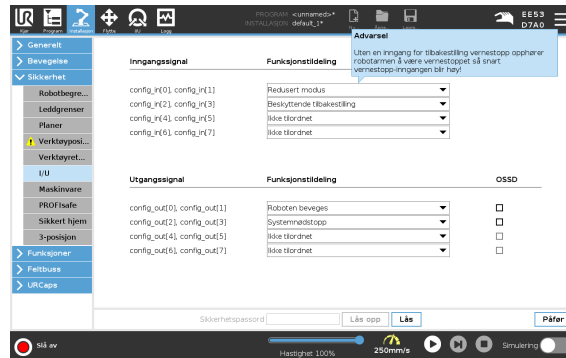 PROGRAM <unnamed>*
INSTALLASJON default_1*
EE53
D7A0
Kjør Program Installasjon Flytte I/U Logg
Advarsel
Uten en inngang for tilbakestilling vernestopp opphører
robotarmen å være vernestoppet så snart
vernestopp-inngangen blir høy!
Generelt
Bevegelse
Sikkerhet
Robotbegre...
Leddgrenser
Planer
Verktøyposi...
Verktøyret...
I/U
Maskinvare
PROFIsafe
Sikkert hjem
3-posisjon
Funksjoner
Feltbuss
URCaps
Inngangssignal Funksjonstildeling
config_in[0], config_in[1] Redusert modus
config_in[2], config_in[3] Beskyttende tilbakestilling
config_in[4], config_in[5] Ikke tilordnet
config_in[6], config_in[7] Ikke tilordnet
Utgangssignal Funksjonstildeling OSSD
config_out[0], config_out[1] Roboten beveges
config_out[2], config_out[3] Systemnødstopp
config_out[4], config_out[5] Ikke tilordnet
config_out[6], config_out[7] Ikke tilordnet
Sikkerhetspassord Lås opp Lås Påfør
Slå av Hastighet 100% 250mm/s Simulering